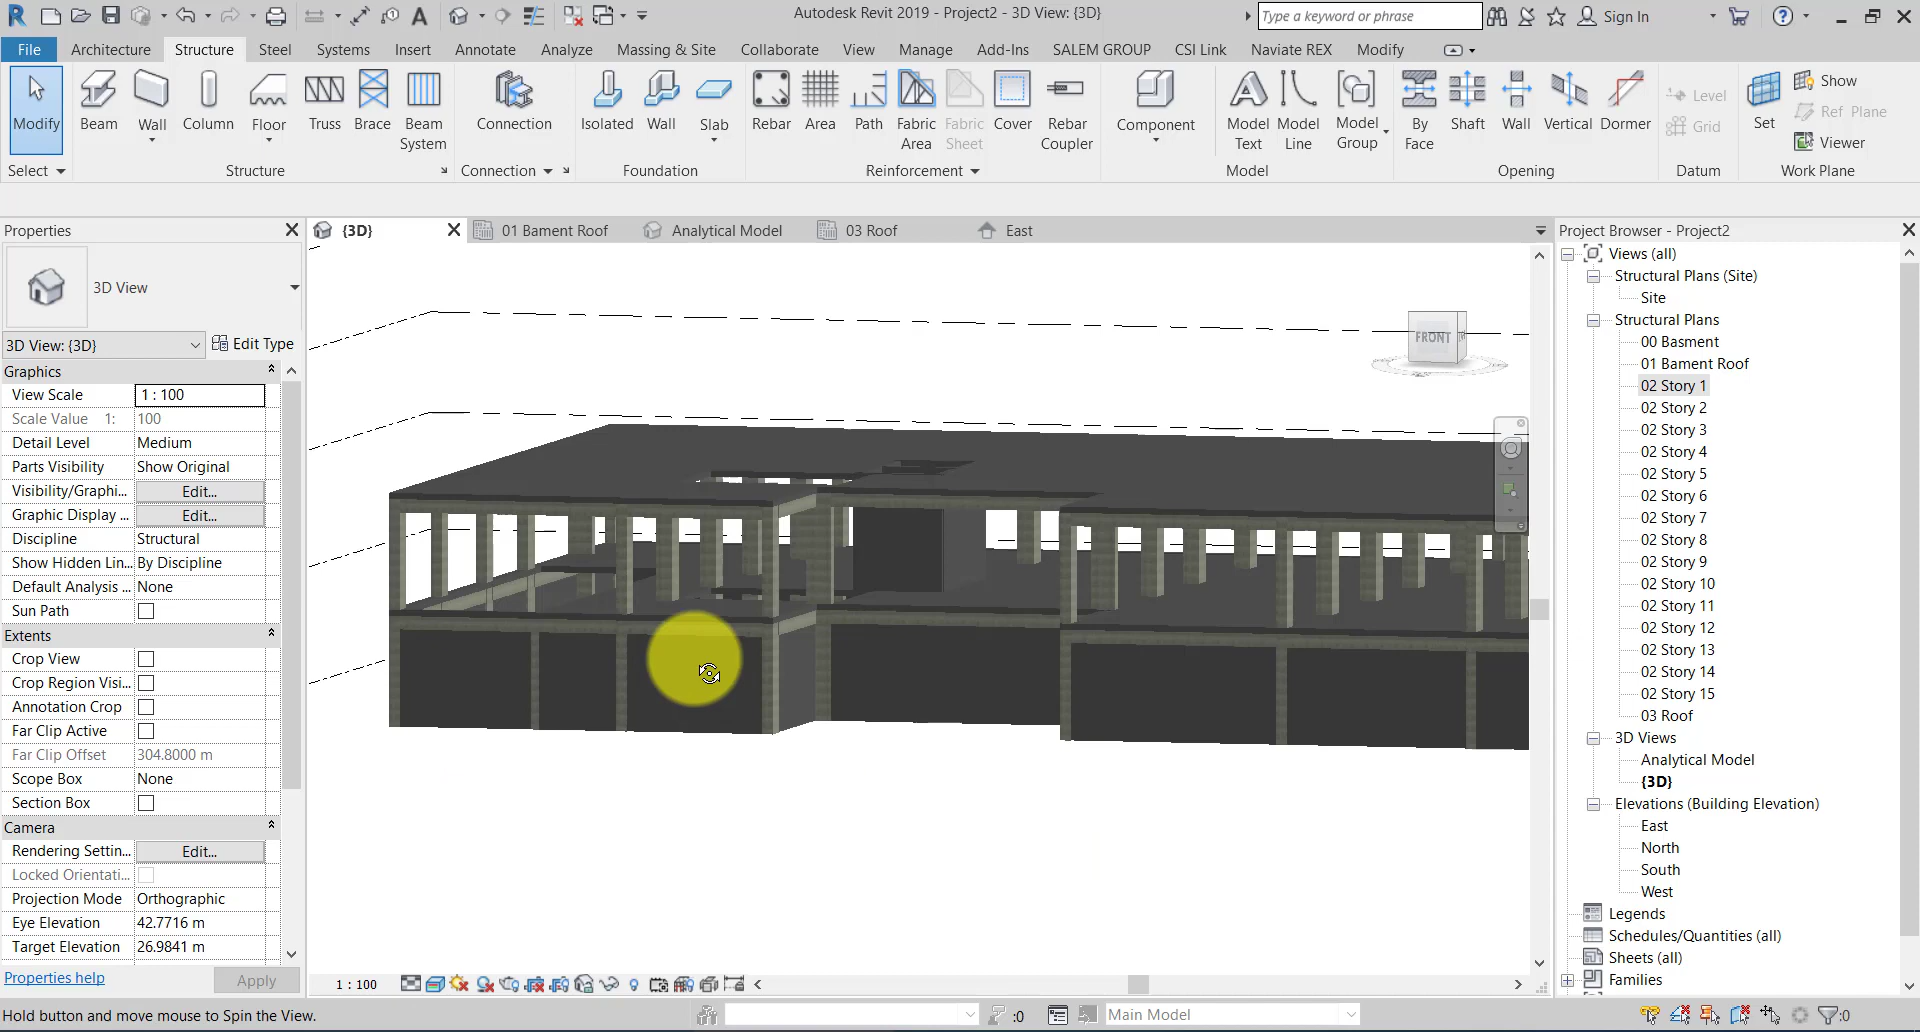 Autodesk Revit 2019 - Project2 - 3D View: {3D}
Type a keyword or phrase
Sign In
File
Architecture
Structure
Steel
Systems
Insert
Annotate
Analyze
Massing & Site
Collaborate
View
Manage
Add-Ins
SALEM GROUP
CSI Link
Naviate REX
Modify
Modify
Beam
Wall
Column
Floor
Truss
Brace
Beam
System
Connection
Isolated
Wall
Slab
Rebar
Area
Path
Fabric
Area
Fabric
Sheet
Cover
Rebar
Coupler
Component
Model
Text
Model
Line
Model
Group
By
Face
Shaft
Wall
Vertical
Dormer
Level
Grid
Set
Show
Ref Plane
Viewer
Select
Structure
Connection
Foundation
Reinforcement
Model
Opening
Datum
Work Plane
Properties
3D View
3D View: {3D}
Edit Type
Graphics
View Scale
1 : 100
Scale Value 1:
100
Detail Level
Medium
Parts Visibility
Show Original
Visibility/Graphi...
Edit...
Graphic Display ...
Edit...
Discipline
Structural
Show Hidden Lin...
By Discipline
Default Analysis ...
None
Sun Path
Extents
Crop View
Crop Region Visi...
Annotation Crop
Far Clip Active
Far Clip Offset
304.8000 m
Scope Box
None
Section Box
Camera
Rendering Settin...
Edit...
Locked Orientati...
Projection Mode
Orthographic
Eye Elevation
42.7716 m
Target Elevation
26.9841 m
Properties help
Apply
{3D}
01 Bament Roof
Analytical Model
03 Roof
East
FRONT
Project Browser - Project2
Views (all)
Structural Plans (Site)
Site
Structural Plans
00 Basment
01 Bament Roof
02 Story 1
02 Story 2
02 Story 3
02 Story 4
02 Story 5
02 Story 6
02 Story 7
02 Story 8
02 Story 9
02 Story 10
02 Story 11
02 Story 12
02 Story 13
02 Story 14
02 Story 15
03 Roof
3D Views
Analytical Model
{3D}
Elevations (Building Elevation)
East
North
South
West
Legends
Schedules/Quantities (all)
Sheets (all)
Families
1 : 100
Hold button and move mouse to Spin the View.
:0
Main Model
:0